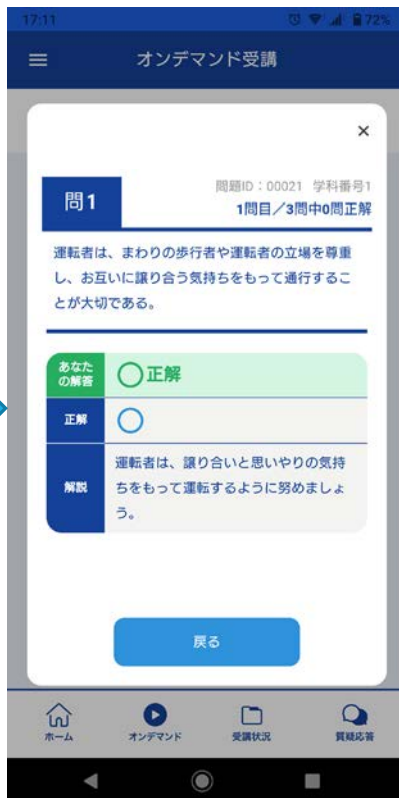 17:11 72%
オンデマンド受講
×
問1
問題ID：00021 学科番号1
1問目／3問中0問正解
運転者は、まわりの歩行者や運転者の立場を尊重
し、お互いに譲り合う気持ちをもって通行するこ
とが大切である。
あなた
の解答
◯正解
正解
◯
解説
運転者は、譲り合いと思いやりの気持
ちをもって運転するように努めましょ
う。
戻る
ホーム オンデマンド 受講状況 質疑応答